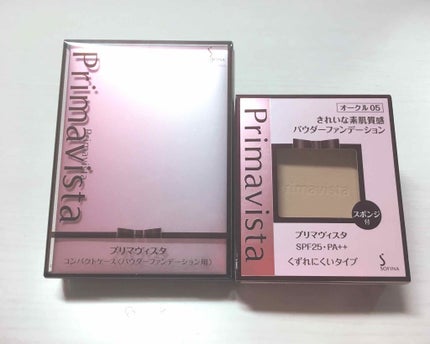 Primavista
SOFINA
プリマヴィスタ
コンパクトケース(パウダーファンデーション用)
Primavista
オークル 05
きれいな素肌質感
パウダーファンデーション
rimavista
スポンジ
付
プリマヴィスタ
SPF25・PA++
くずれにくいタイプ
S
SOFINA